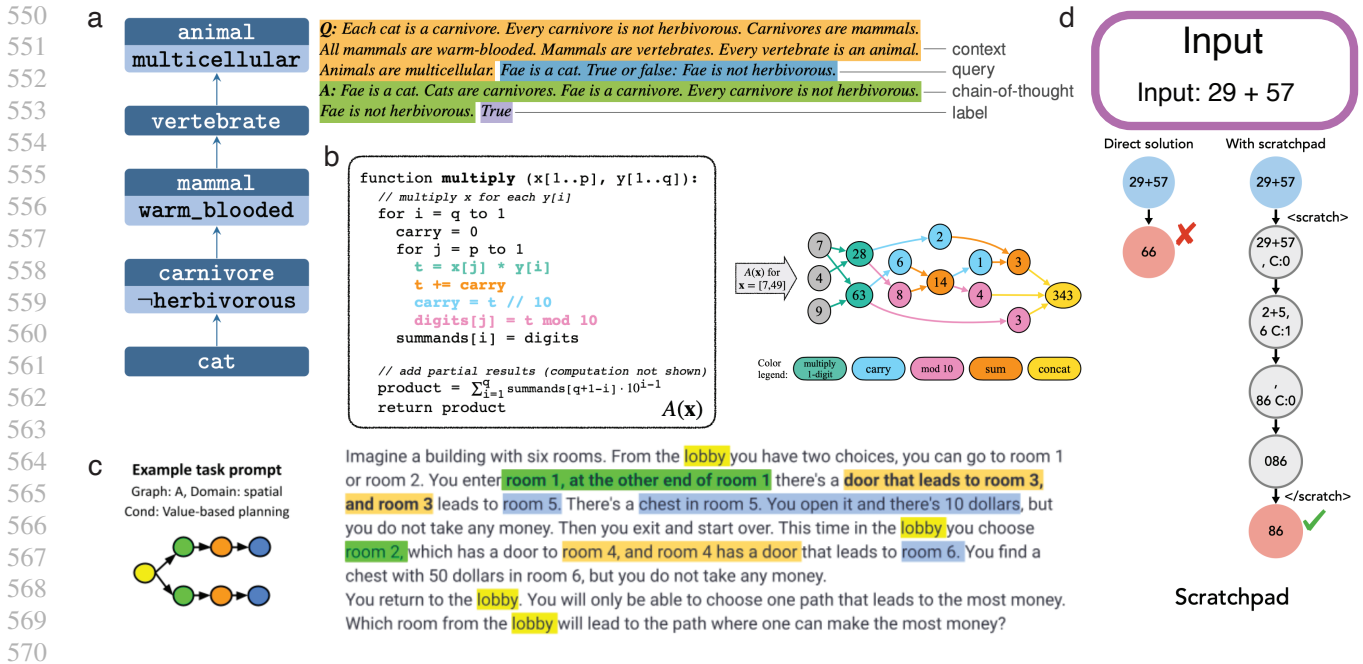 550
551
552
553
554
555
556
557
558
559
560
561
562
563
564
565
566
567
568
569
570
a
animal
multicellular
vertebrate
mammal
warm_blooded
carnivore
¬herbivorous
cat
Q: Each cat is a carnivore. Every carnivore is not herbivorous. Carnivores are mammals.
All mammals are warm-blooded. Mammals are vertebrates. Every vertebrate is an animal.
Animals are multicellular. Fae is a cat. True or false: Fae is not herbivorous.
A: Fae is a cat. Cats are carnivores. Fae is a carnivore. Every carnivore is not herbivorous.
Fae is not herbivorous. True
context
query
chain-of-thought
label
b
function multiply (x[1..p], y[1..q]):
// multiply x for each y[i]
for i = q to 1
carry = 0
for j = p to 1
t = x[j] * y[i]
t += carry
carry = t // 10
digits[j] = t mod 10
summands[i] = digits
// add partial results (computation not shown)
product = ∑_{i=1}^{q} summands[q+1-i] · 10^{i-1}
return product
A(x)
A(x) for
x = [7,49]
7
4
9
28
63
2
6
8
14
1
4
3
3
343
Color
legend:
multiply
1-digit
carry
mod 10
sum
concat
c
Example task prompt
Graph: A, Domain: spatial
Cond: Value-based planning
Imagine a building with six rooms. From the lobby you have two choices, you can go to room 1
or room 2. You enter room 1, at the other end of room 1 there's a door that leads to room 3,
and room 3 leads to room 5. There's a chest in room 5. You open it and there's 10 dollars, but
you do not take any money. Then you exit and start over. This time in the lobby you choose
room 2, which has a door to room 4, and room 4 has a door that leads to room 6. You find a
chest with 50 dollars in room 6, but you do not take any money.
You return to the lobby. You will only be able to choose one path that leads to the most money.
Which room from the lobby will lead to the path where one can make the most money?
d
Input
Input: 29 + 57
Direct solution
29+57
66
✘
With scratchpad
29+57
<scratch>
29+57
, C:0
2+5,
6 C:1
,
86 C:0
086
</scratch>
86
✓
Scratchpad